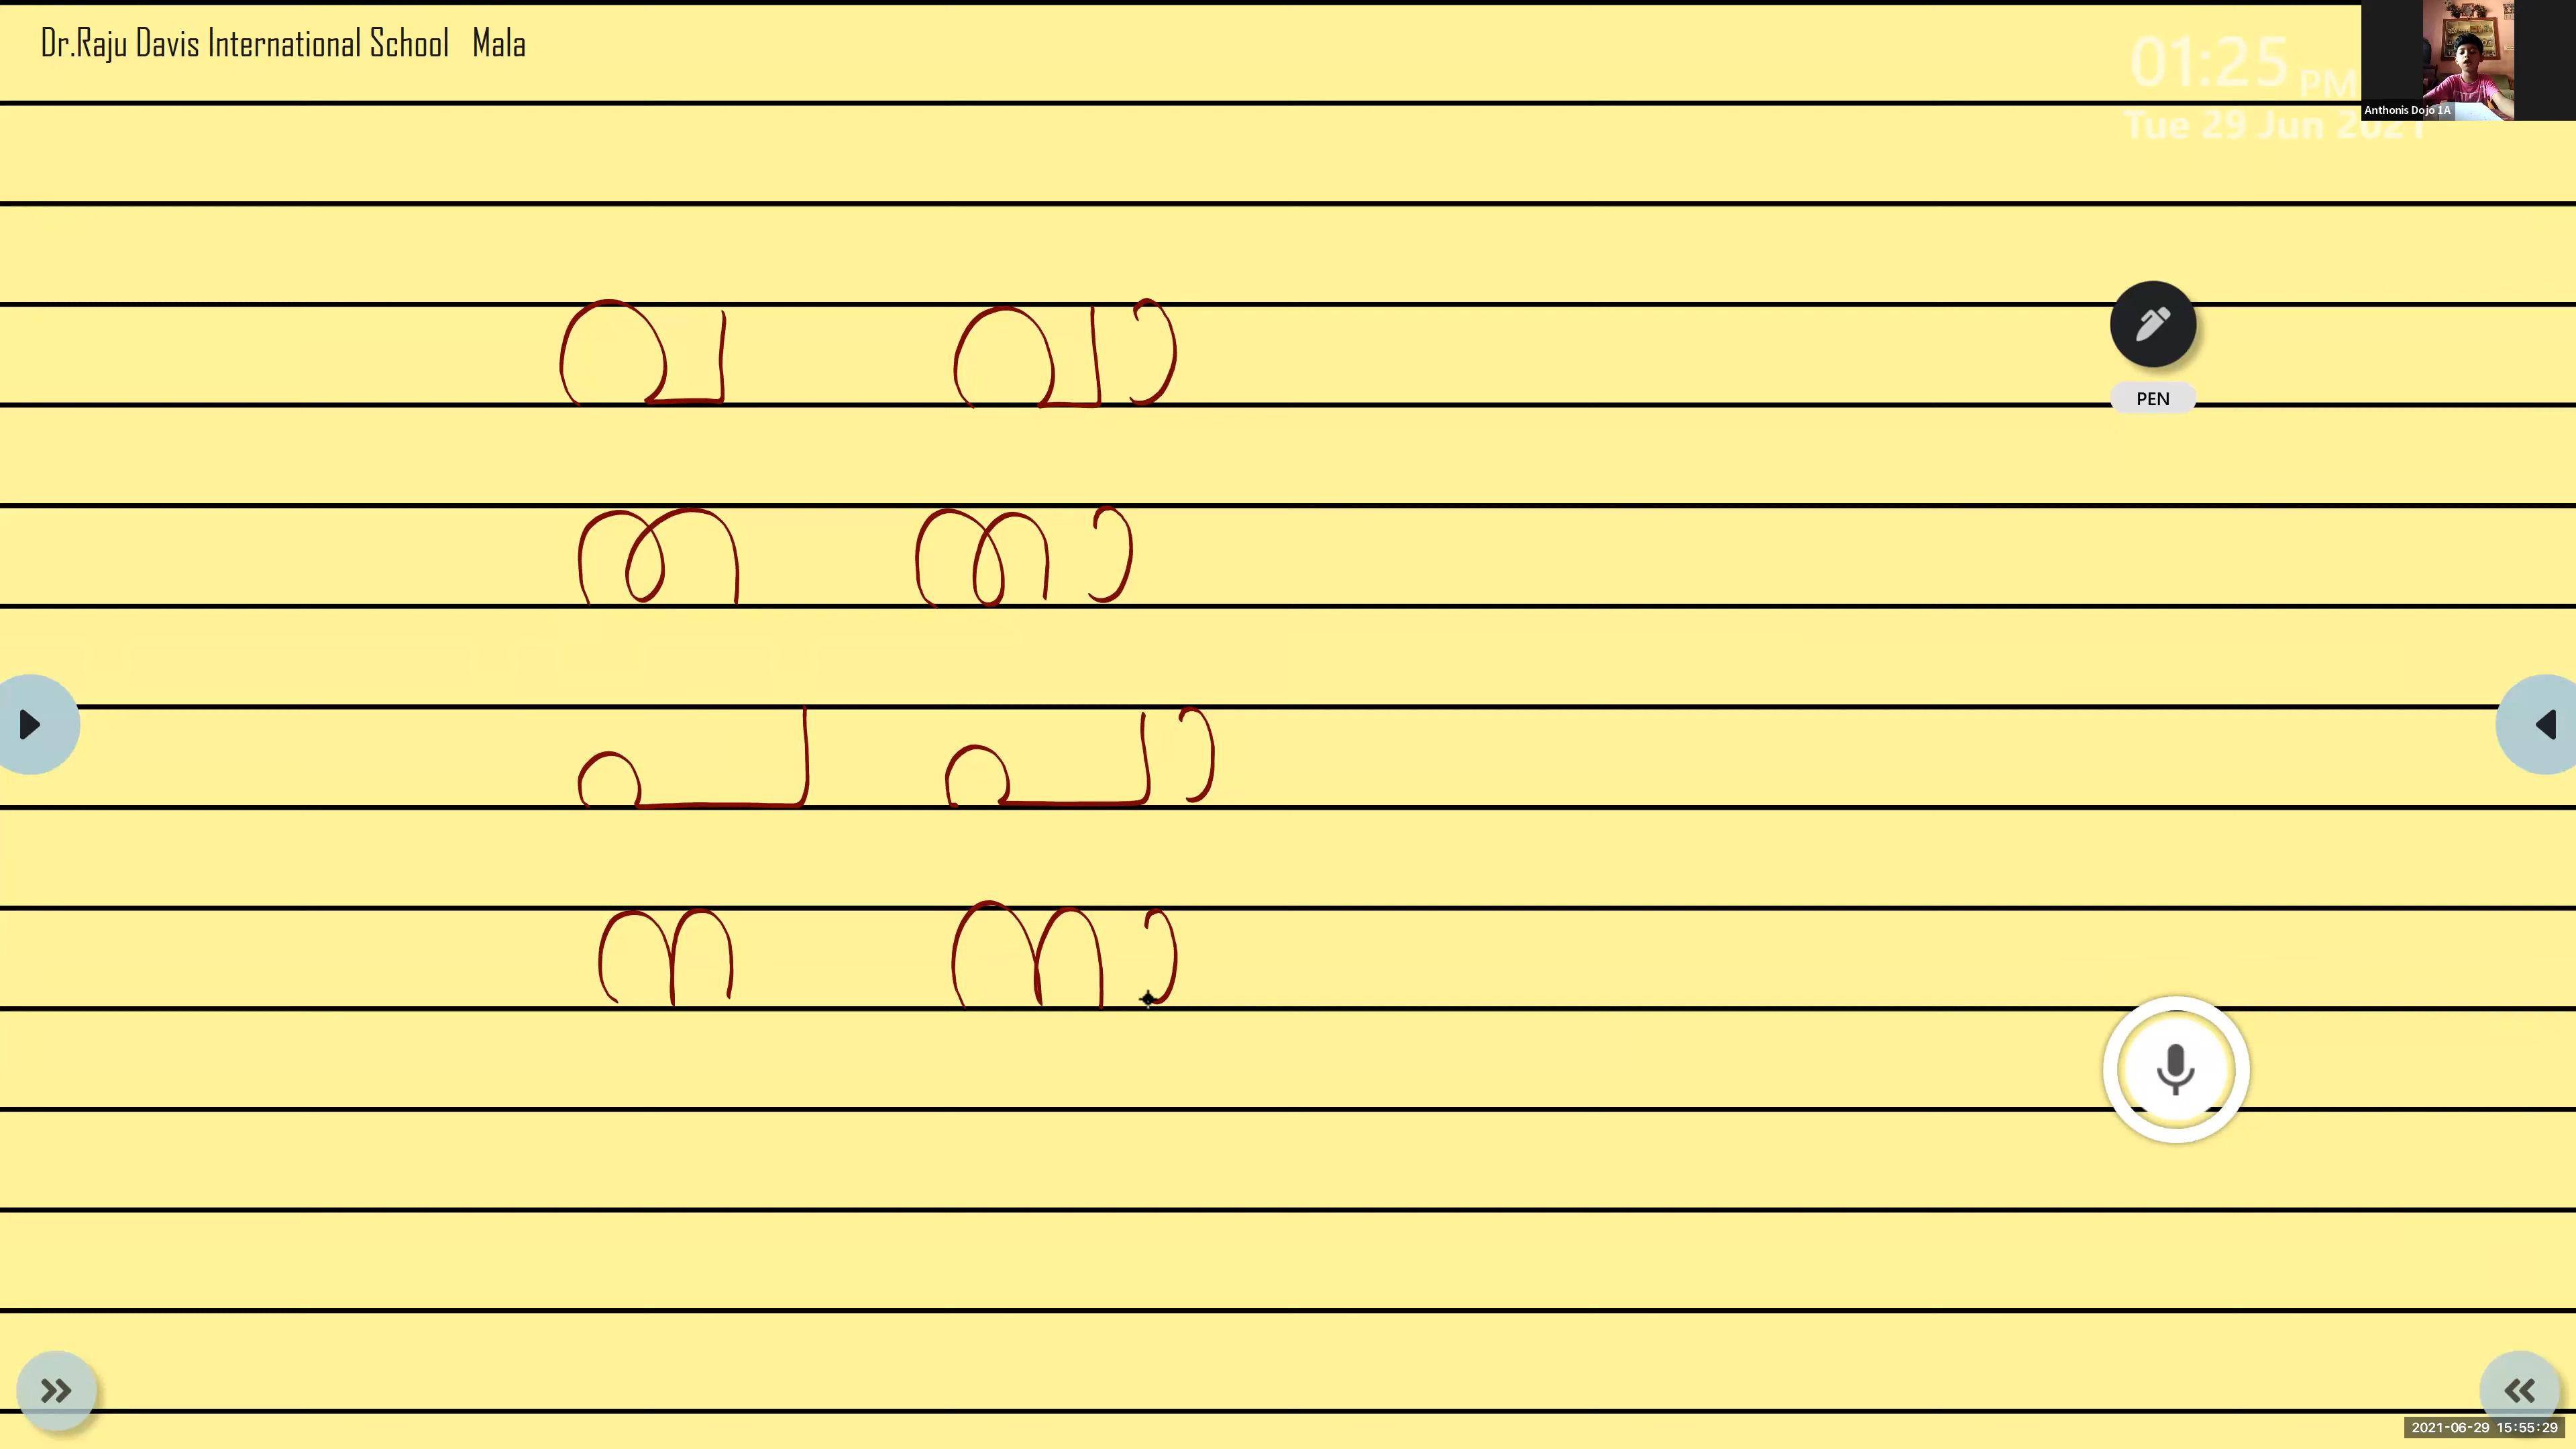 Dr.Raju Davis International School Mala
01:25 PM
Tue 29 Jun 2021
Anthonis Dojo 1A
വ വാ
PEN
ത താ
പ പാ
ന നാ
2021-06-29 15:55:29